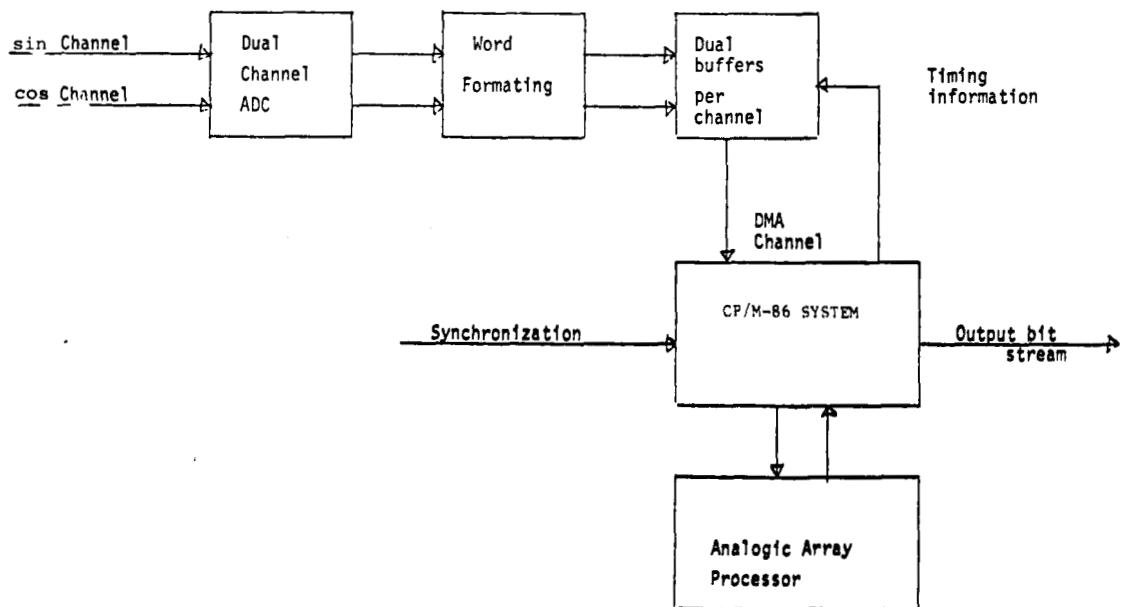 sin Channel
cos Channel
Dual
Channel
ADC
Word
Formating
Dual
buffers
per
channel
Timing
information
DMA
Channel
CP/M-86 SYSTEM
Synchronization
Output bit
stream
Analogic Array
Processor